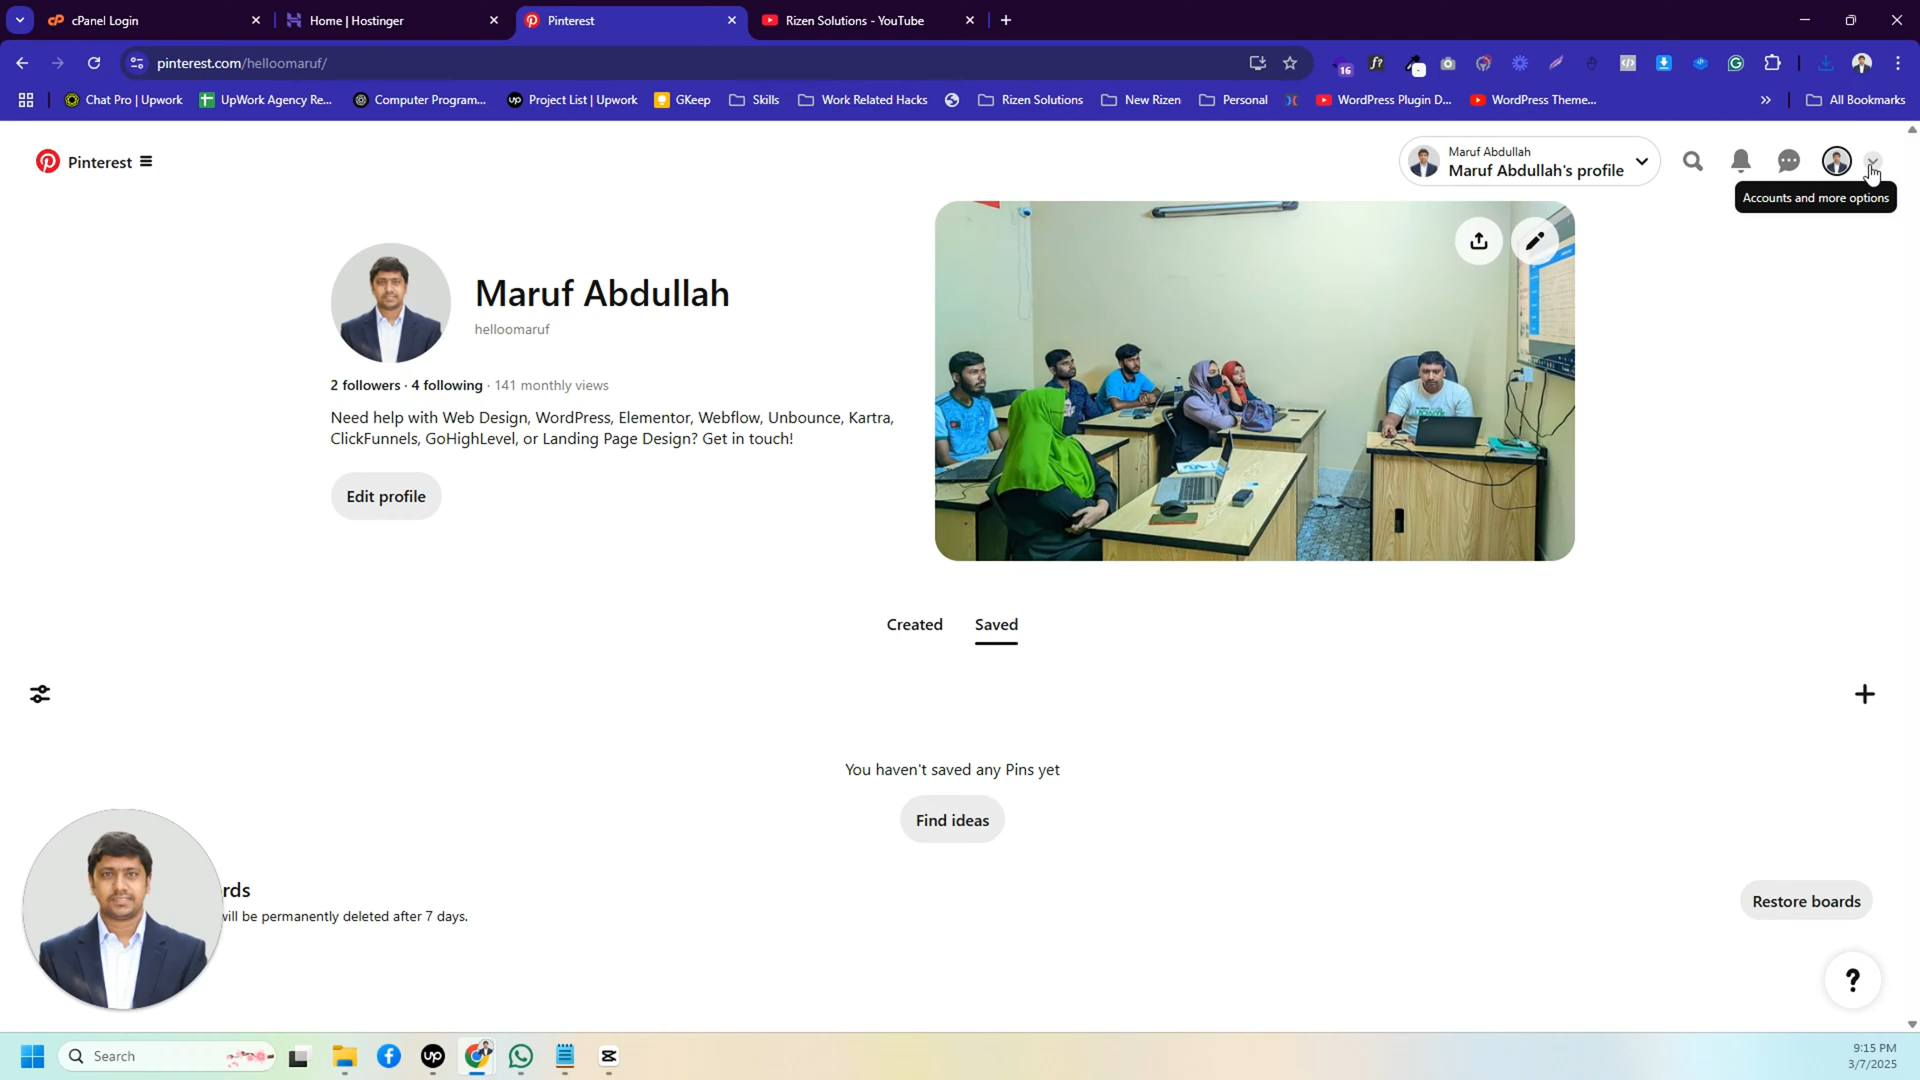 cPanel Login
Home | Hostinger
Pinterest
Rizen Solutions - YouTube
pinterest.com/helloomaruf/
16
f?
Chat Pro | Upwork
UpWork Agency Re...
Computer Program...
Project List | Upwork
GKeep
Skills
Work Related Hacks
Rizen Solutions
New Rizen
Personal
WordPress Plugin D...
WordPress Theme...
»
All Bookmarks
Pinterest
Maruf Abdullah
Maruf Abdullah's profile
Accounts and more options
Maruf Abdullah
helloomaruf
2 followers · 4 following · 141 monthly views
Need help with Web Design, WordPress, Elementor, Webflow, Unbounce, Kartra,
ClickFunnels, GoHighLevel, or Landing Page Design? Get in touch!
Edit profile
Created
Saved
You haven't saved any Pins yet
Find ideas
rds
will be permanently deleted after 7 days.
Restore boards
?
Search
up
9:15 PM
3/7/2025